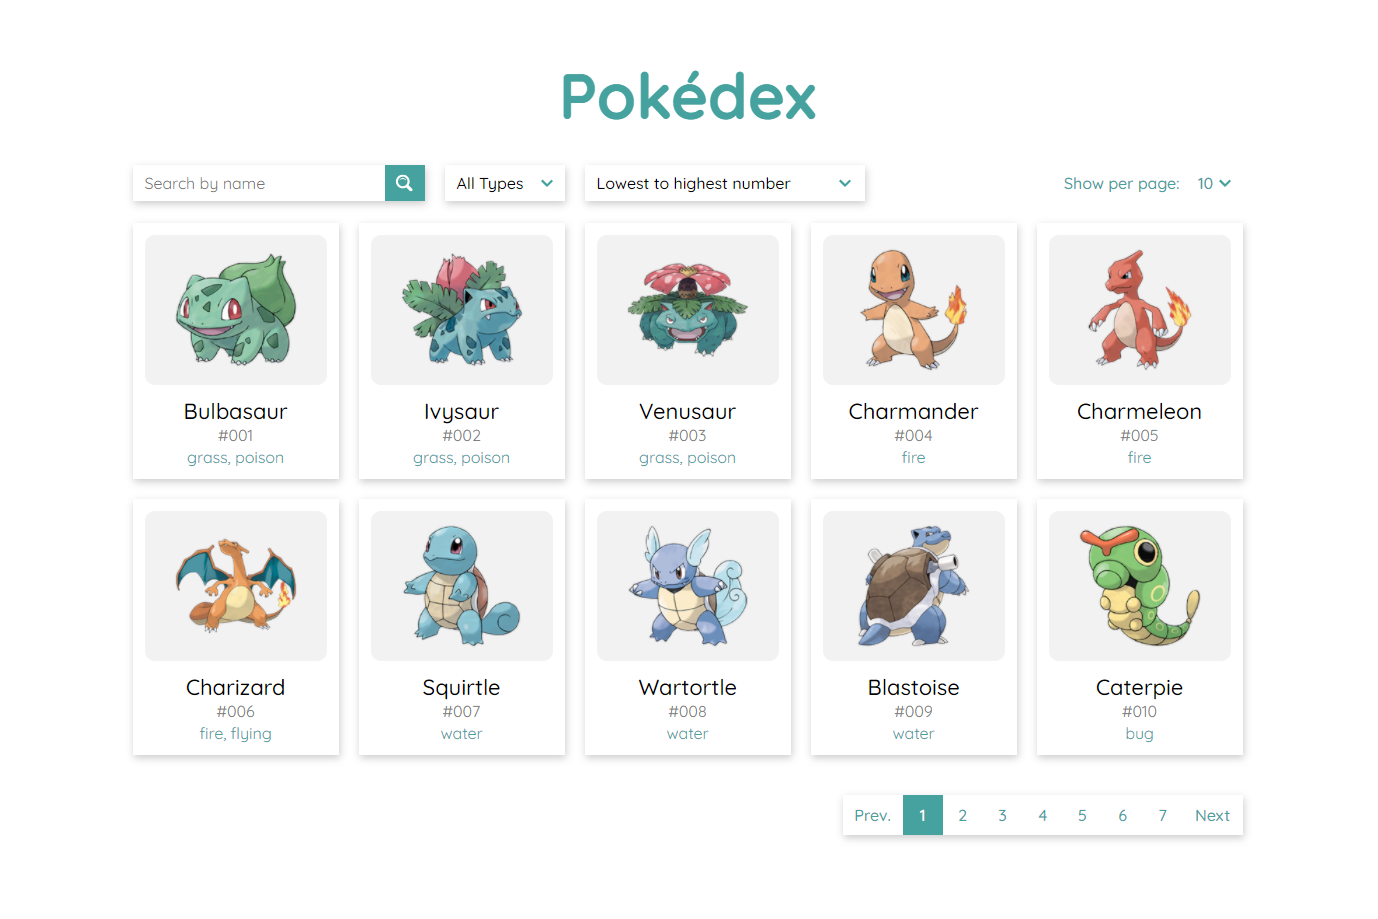 Pokédex
Search by name
All Types
Lowest to highest number
Show per page: 10
Bulbasaur
#001
grass, poison
Ivysaur
#002
grass, poison
Venusaur
#003
grass, poison
Charmander
#004
fire
Charmeleon
#005
fire
Charizard
#006
fire, flying
Squirtle
#007
water
Wartortle
#008
water
Blastoise
#009
water
Caterpie
#010
bug
Prev. 1 2 3 4 5 6 7 Next